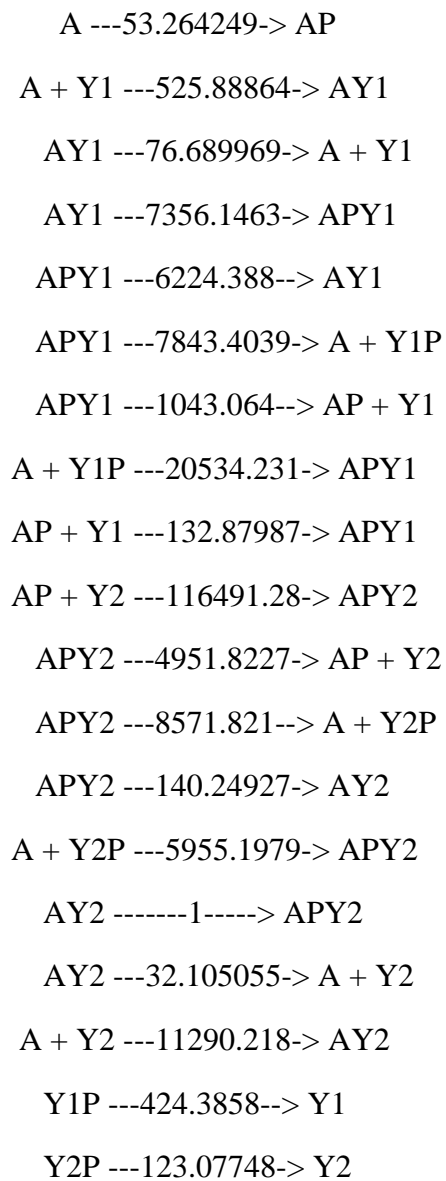 A ---53.264249-> AP
A + Y1 ---525.88864-> AY1
AY1 ---76.689969-> A + Y1
AY1 ---7356.1463-> APY1
APY1 ---6224.388--> AY1
APY1 ---7843.4039-> A + Y1P
APY1 ---1043.064--> AP + Y1
A + Y1P ---20534.231-> APY1
AP + Y1 ---132.87987-> APY1
AP + Y2 ---116491.28-> APY2
APY2 ---4951.8227-> AP + Y2
APY2 ---8571.821--> A + Y2P
APY2 ---140.24927-> AY2
A + Y2P ---5955.1979-> APY2
AY2 -------1-----> APY2
AY2 ---32.105055-> A + Y2
A + Y2 ---11290.218-> AY2
Y1P ---424.3858--> Y1
Y2P ---123.07748-> Y2